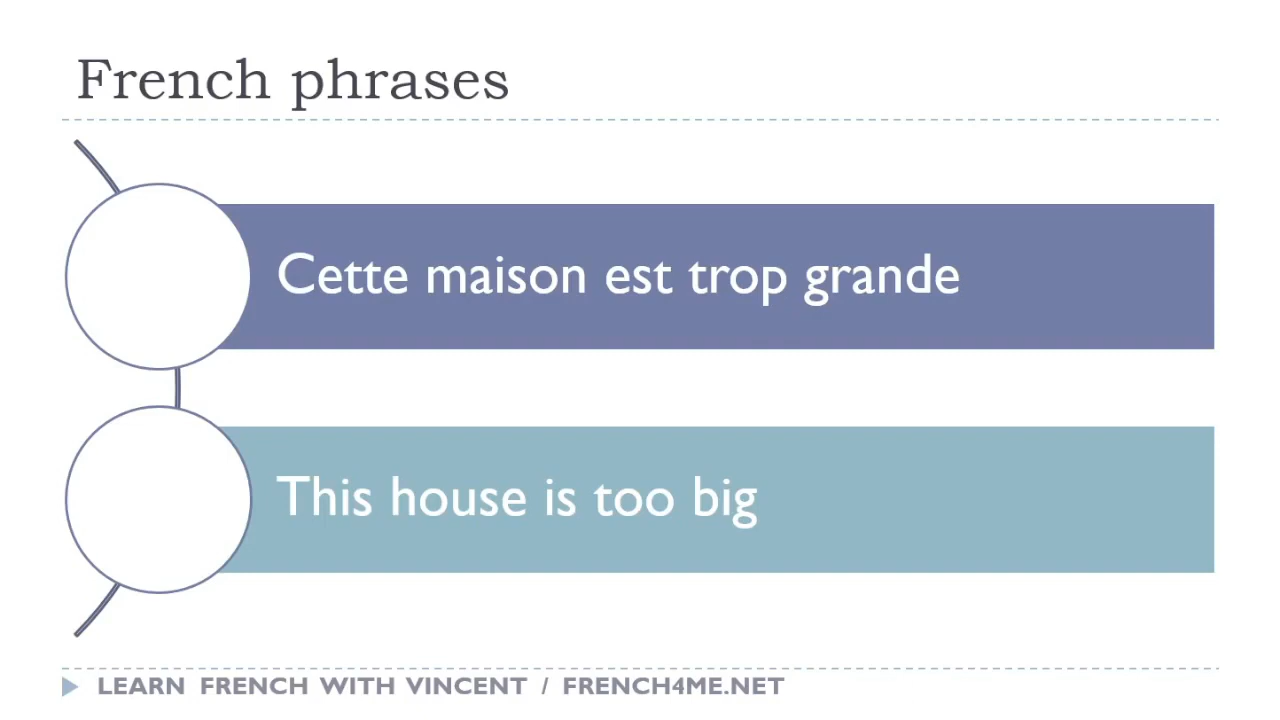 French phrases
Cette maison est trop grande
This house is too big
LEARN FRENCH WITH VINCENT / FRENCH4ME.NET